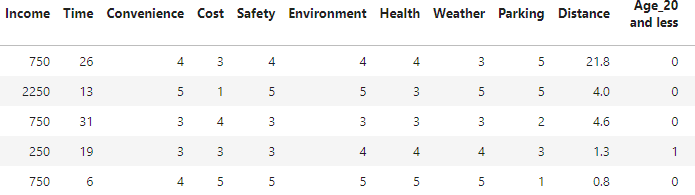 Income Time Convenience Cost Safety Environment Health Weather Parking Distance Age_20 and less
750 26 4 3 4 4 4 3 5 21.8 0
2250 13 5 1 5 5 3 5 5 4.0 0
750 31 3 4 3 3 3 3 2 4.6 0
250 19 3 3 3 4 4 4 3 1.3 1
750 6 4 5 5 5 5 5 1 0.8 0